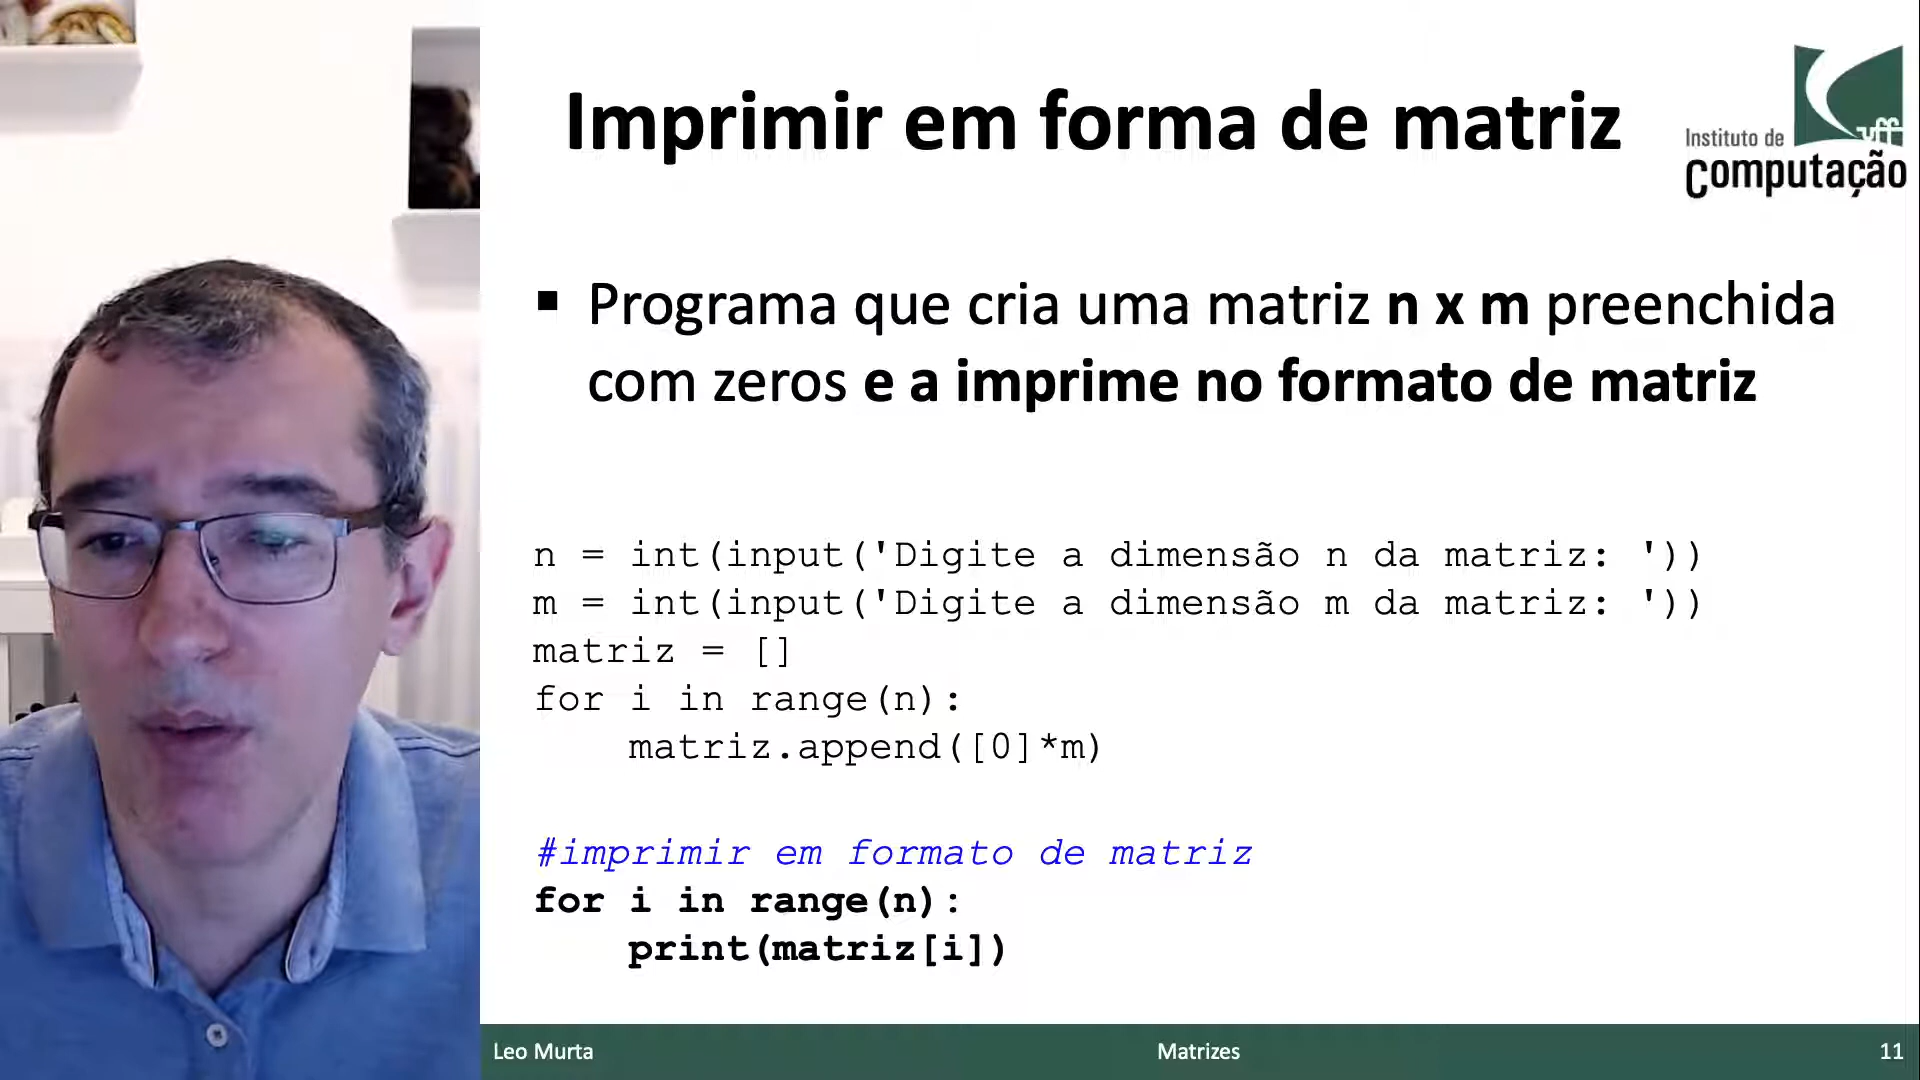 Imprimir em forma de matriz
Instituto de
uff
Computação
▪ Programa que cria uma matriz n x m preenchida
com zeros e a imprime no formato de matriz
n = int(input('Digite a dimensão n da matriz: '))
m = int(input('Digite a dimensão m da matriz: '))
matriz = []
for i in range(n):
    matriz.append([0]*m)
#imprimir em formato de matriz
for i in range(n):
    print(matriz[i])
Leo Murta
Matrizes
11